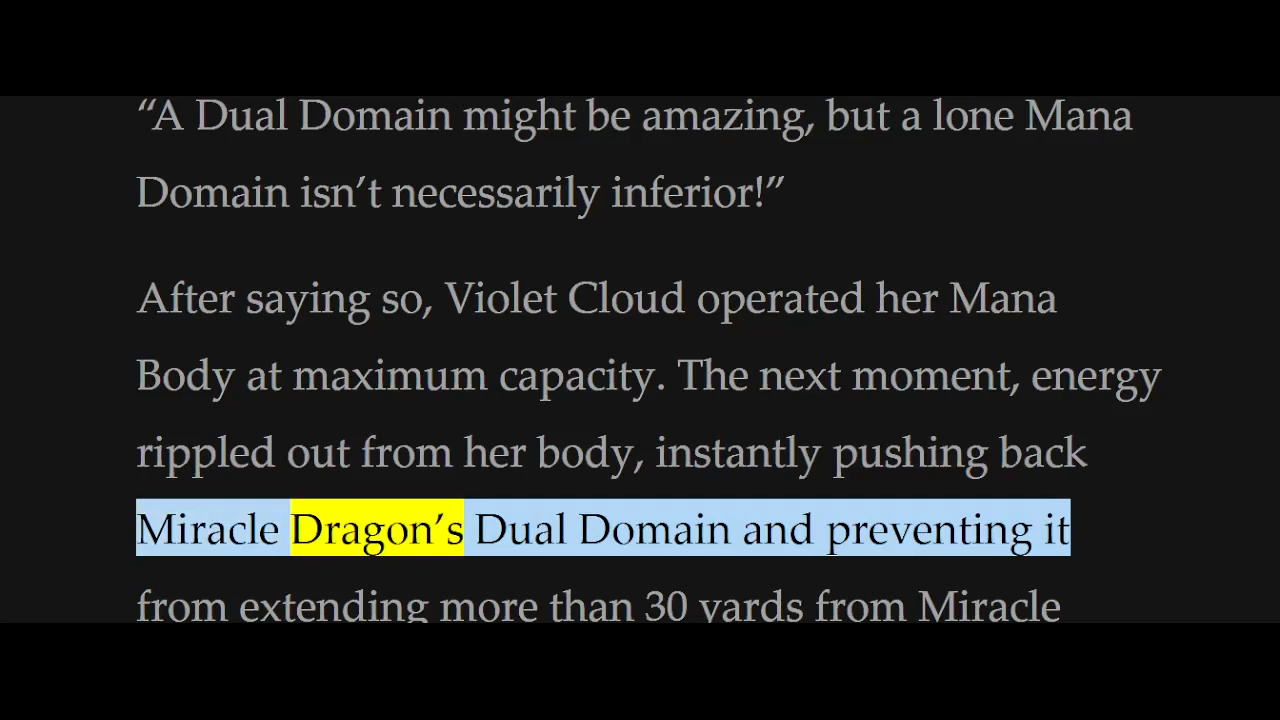 “A Dual Domain might be amazing, but a lone Mana
Domain isn’t necessarily inferior!”
After saying so, Violet Cloud operated her Mana
Body at maximum capacity. The next moment, energy
rippled out from her body, instantly pushing back
Miracle Dragon’s Dual Domain and preventing it
from extending more than 30 yards from Miracle